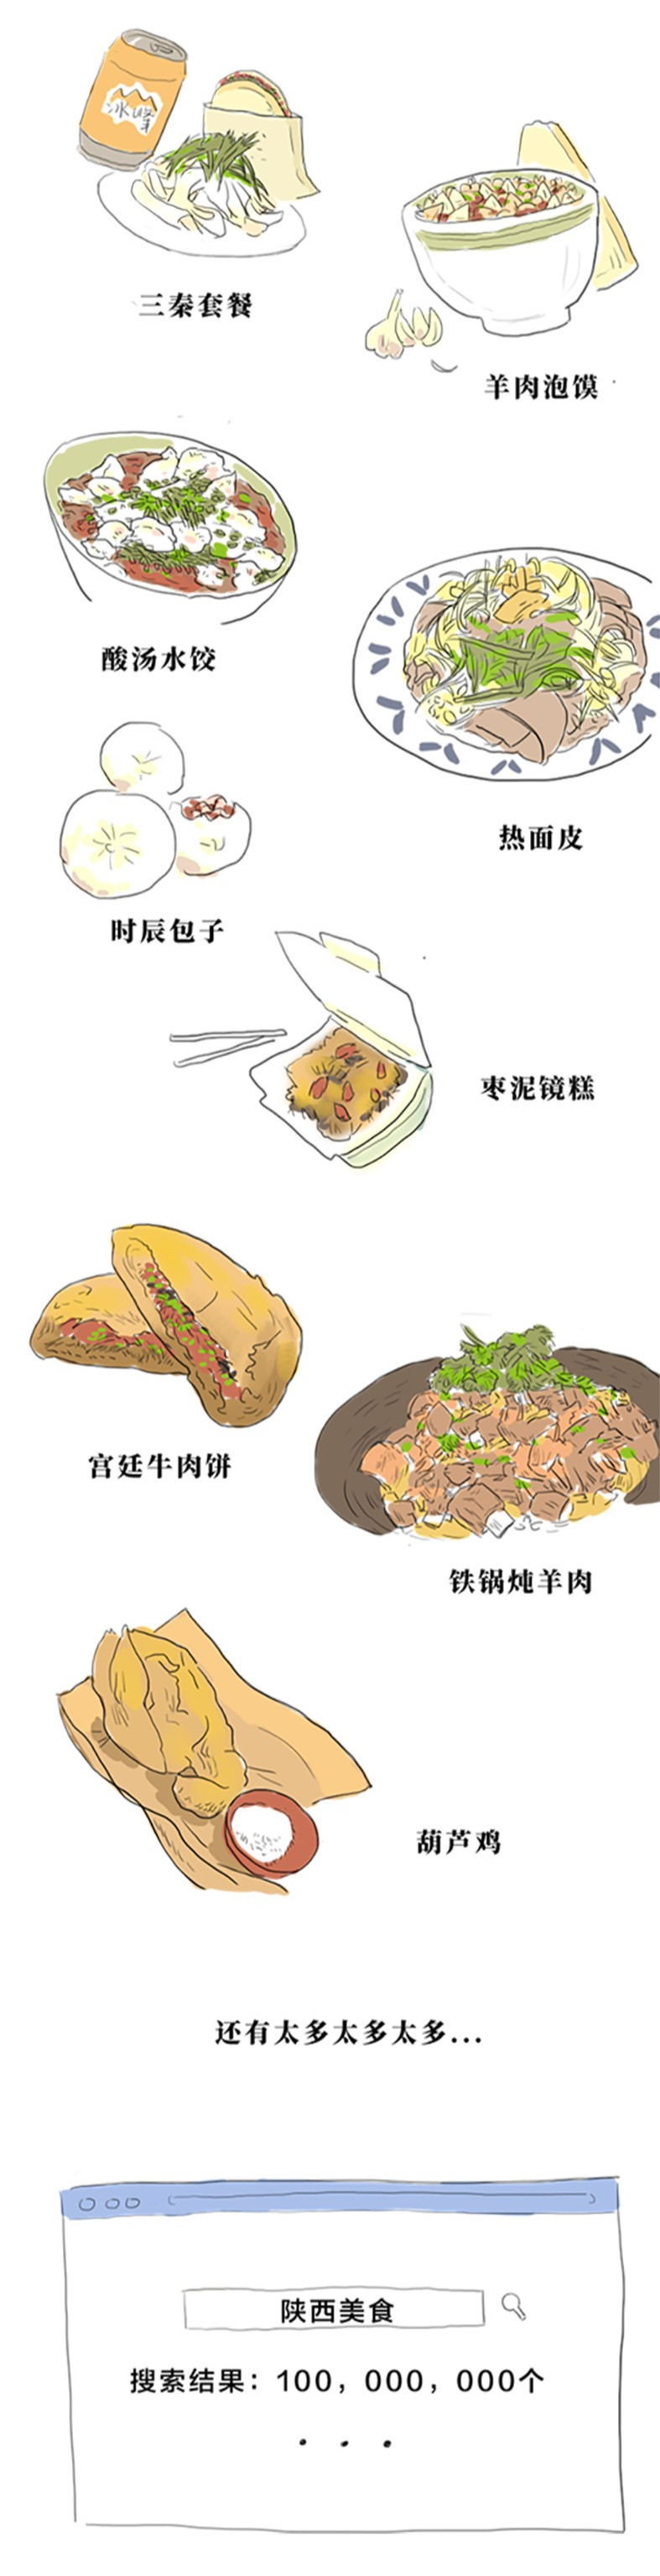 冰峰
三秦套餐
羊肉泡馍
酸汤水饺
热面皮
时辰包子
枣泥镜糕
宫廷牛肉饼
铁锅炖羊肉
葫芦鸡
还有太多太多太多...
陕西美食
搜索结果：100，000，000个
...